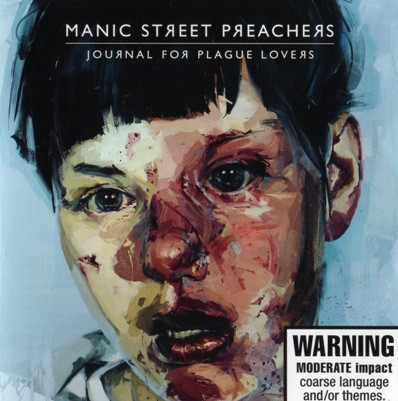 MANIC STREET PREACHERS
JOURNAL FOR PLAGUE LOVERS
WARNING
MODERATE impact
coarse language
and/or themes.